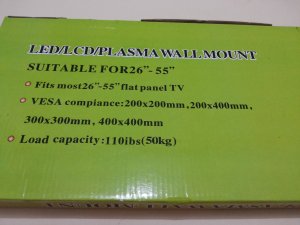 LED/LCD/PLASMA WALL MOUNT
SUITABLE FOR26"-55"
Fits most26"-55"flat panel TV
VESA compiance:200x200mm,200x400mm,
300x300mm,400x400mm
Load capacity:110ibs(50kg)